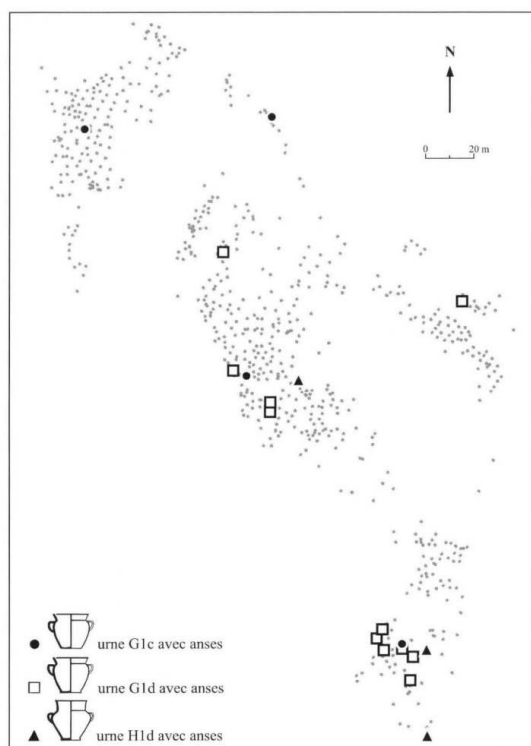 N
0 20 m
urne G1c avec anses
urne G1d avec anses
urne H1d avec anses